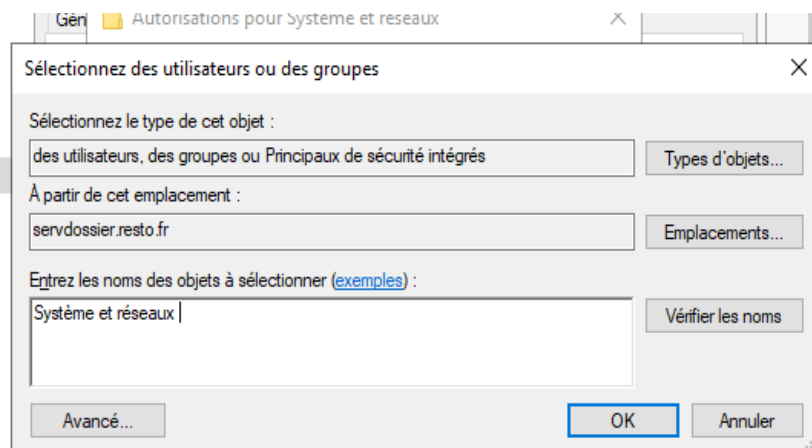 Gén
Autorisations pour Système et réseaux
Sélectionnez des utilisateurs ou des groupes
Sélectionnez le type de cet objet :
des utilisateurs, des groupes ou Principaux de sécurité intégrés
Types d'objets...
À partir de cet emplacement :
servdossier.resto.fr
Emplacements...
Entrez les noms des objets à sélectionner (exemples) :
Système et réseaux
Vérifier les noms
Avancé...
OK
Annuler